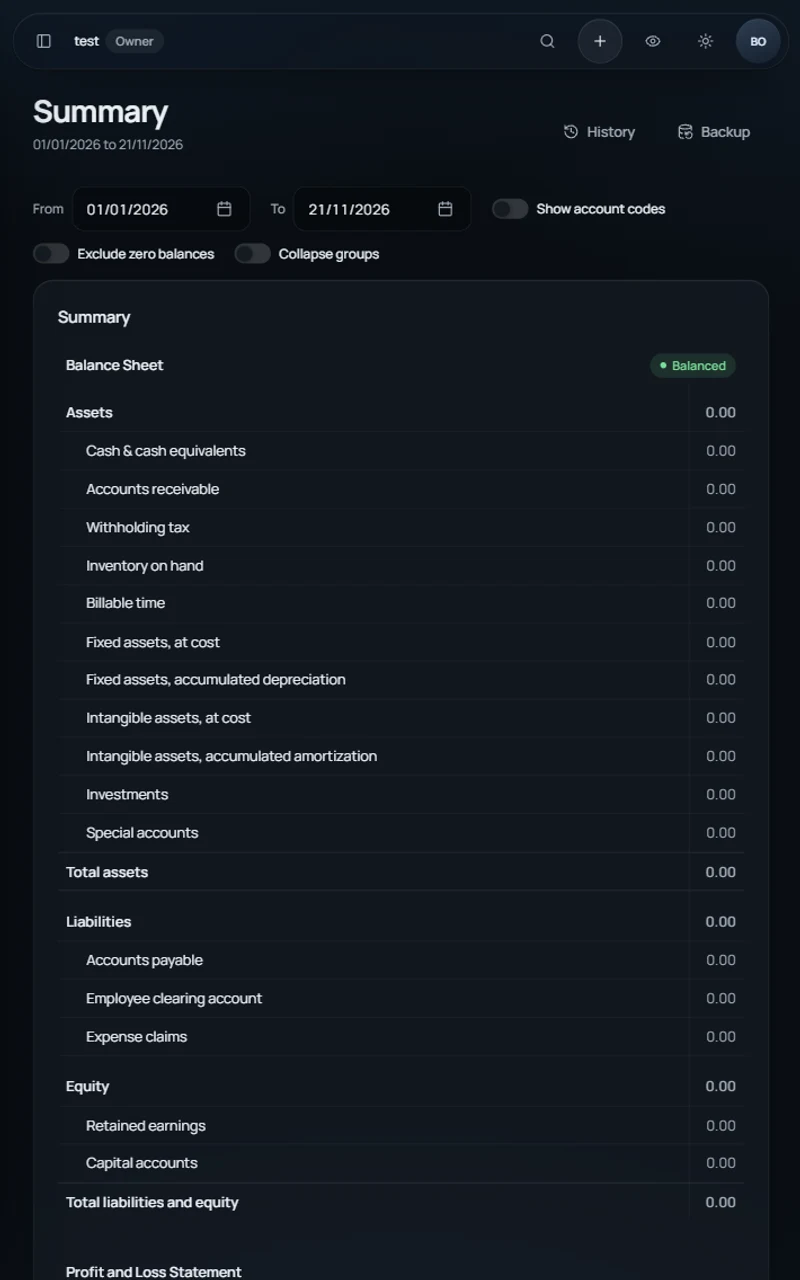 test Owner BO
Summary
01/01/2026 to 21/11/2026
History Backup
From 01/01/2026 To 21/11/2026 Show account codes
Exclude zero balances Collapse groups
Summary
Balance Sheet Balanced
Assets 0.00
Cash & cash equivalents 0.00
Accounts receivable 0.00
Withholding tax 0.00
Inventory on hand 0.00
Billable time 0.00
Fixed assets, at cost 0.00
Fixed assets, accumulated depreciation 0.00
Intangible assets, at cost 0.00
Intangible assets, accumulated amortization 0.00
Investments 0.00
Special accounts 0.00
Total assets 0.00
Liabilities 0.00
Accounts payable 0.00
Employee clearing account 0.00
Expense claims 0.00
Equity 0.00
Retained earnings 0.00
Capital accounts 0.00
Total liabilities and equity 0.00
Profit and Loss Statement